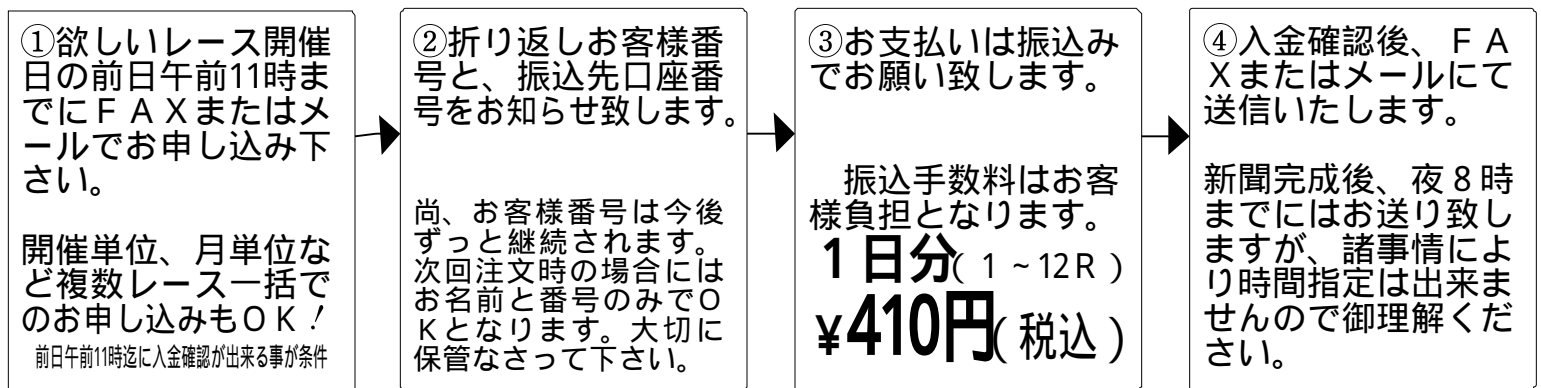 ①欲しいレース開催
日の前日午前11時ま
でにＦＡＸまたはメ
ールでお申し込み下
さい。
開催単位、月単位な
ど複数レース一括で
のお申し込みもＯＫ！
前日午前11時迄に入金確認が出来る事が条件
②折り返しお客様番
号と、振込先口座番
号をお知らせ致します。
尚、お客様番号は今後
ずっと継続されます。
次回注文時の場合には
お名前と番号のみでＯ
Ｋとなります。大切に
保管なさって下さい。
③お支払いは振込み
でお願い致します。
振込手数料はお客
様負担となります。
１日分(１~12Ｒ)
¥410円(税込)
④入金確認後、ＦＡ
Ｘまたはメールにて
送信いたします。
新聞完成後、夜８時
までにはお送り致し
ますが、諸事情によ
り時間指定は出来ま
せんので御理解くだ
さい。